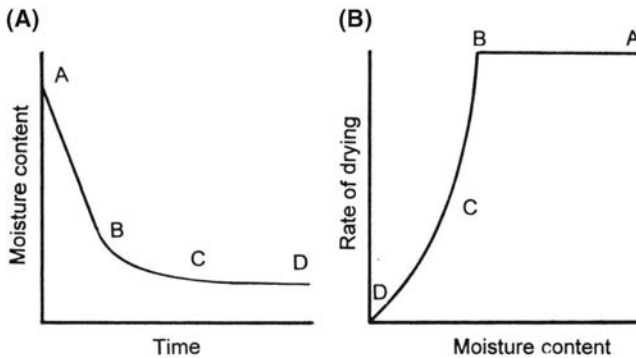 (A)
A
B
C
D
Moisture content
Time
(B)
B
A
C
D
Rate of drying
Moisture content